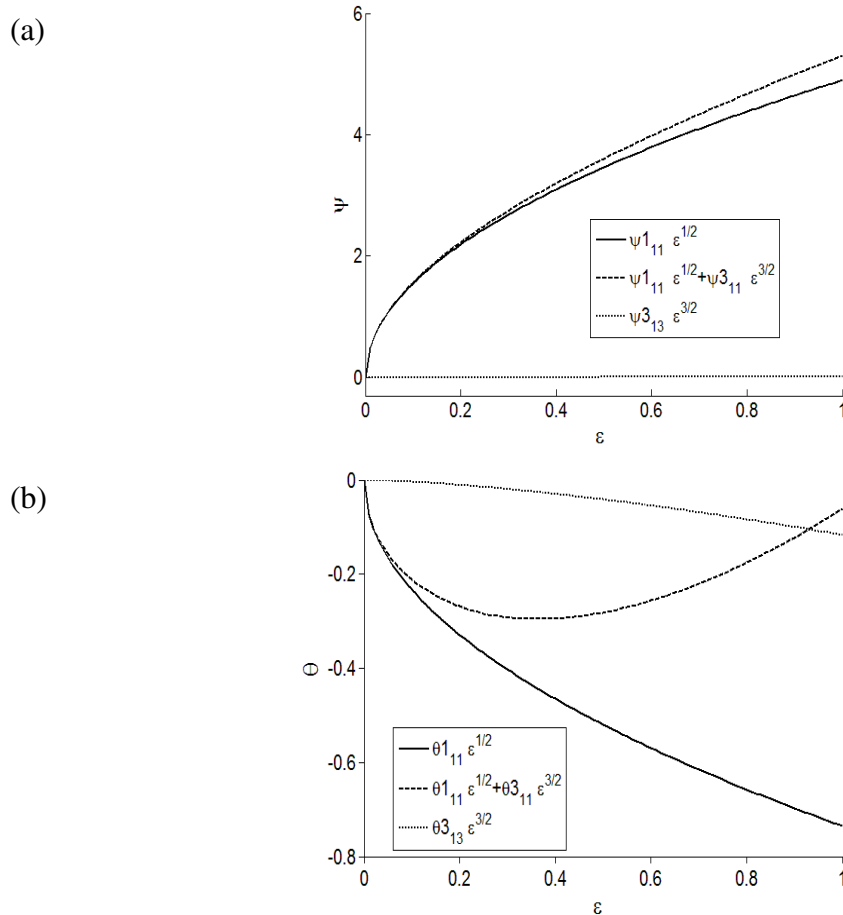 (a)
6
4
2
0
Ψ
ψ1₁₁ ε^{1/2}
ψ1₁₁ ε^{1/2}+ψ3₁₁ ε^{3/2}
ψ3₁₃ ε^{3/2}
0 0.2 0.4 0.6 0.8 1
ε
(b)
0
-0.2
-0.4
-0.6
-0.8
Θ
θ1₁₁ ε^{1/2}
θ1₁₁ ε^{1/2}+θ3₁₁ ε^{3/2}
θ3₁₃ ε^{3/2}
0 0.2 0.4 0.6 0.8 1
ε